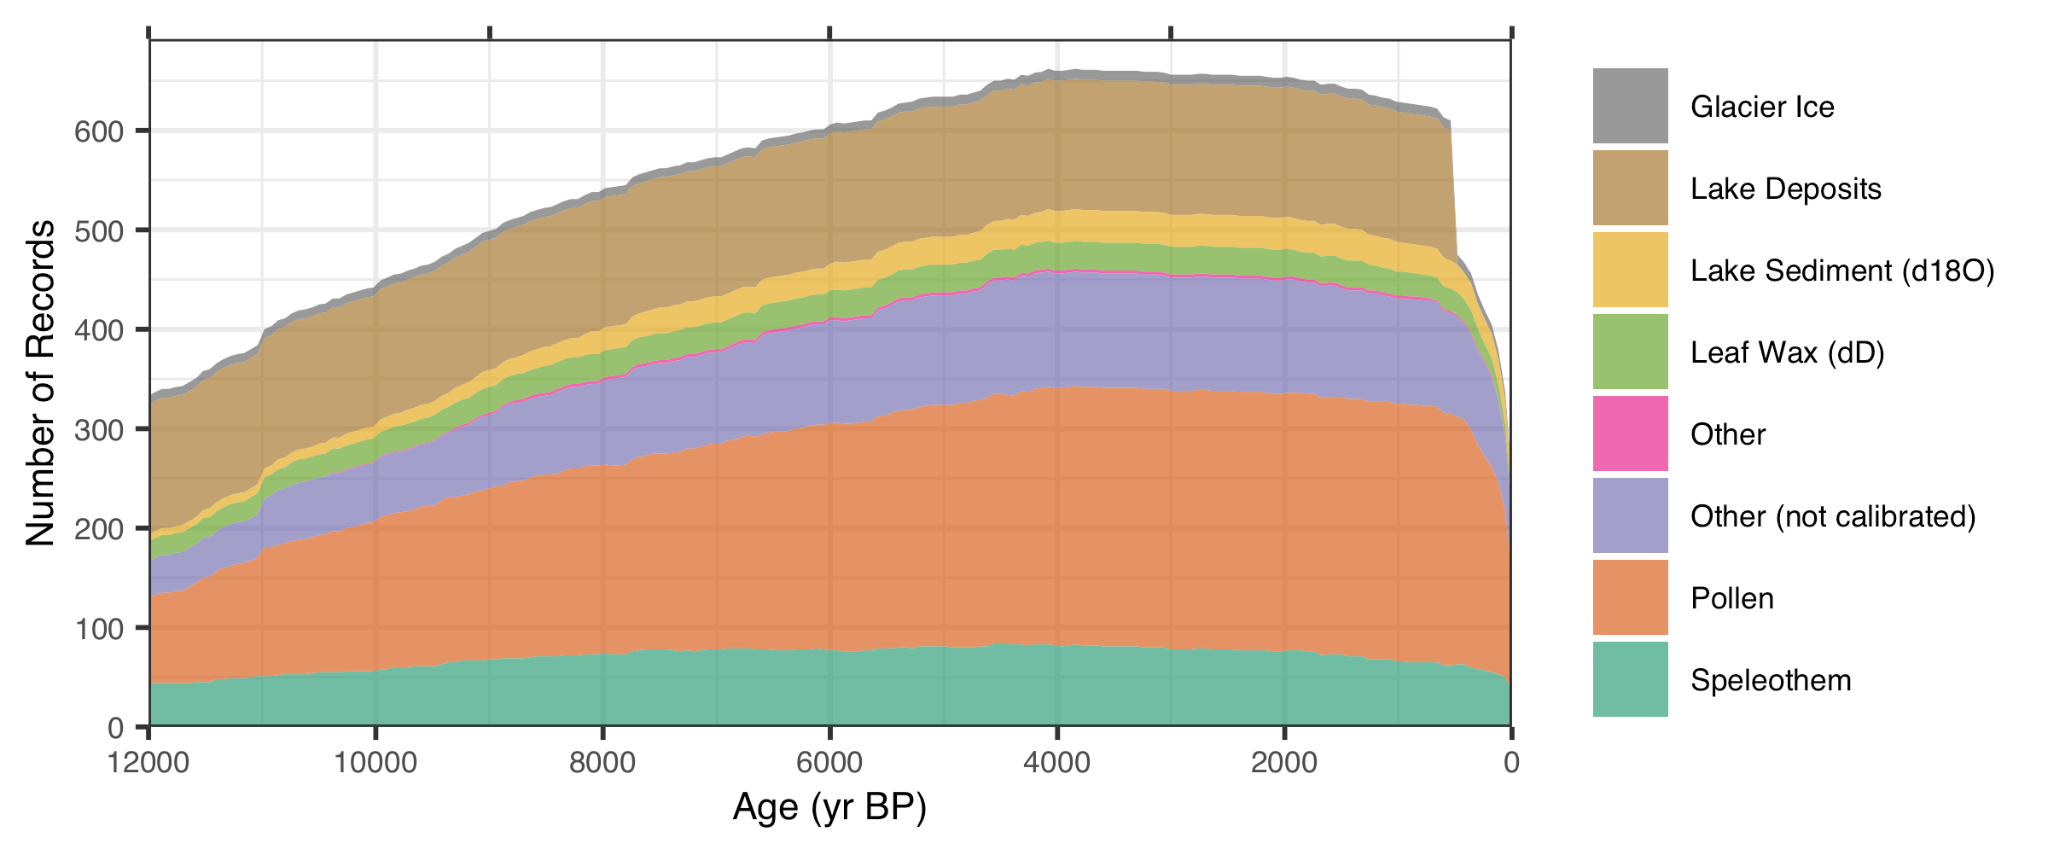 Number of Records
600
500
400
300
200
100
0
12000 10000 8000 6000 4000 2000 0
Age (yr BP)
Glacier Ice
Lake Deposits
Lake Sediment (d18O)
Leaf Wax (dD)
Other
Other (not calibrated)
Pollen
Speleothem